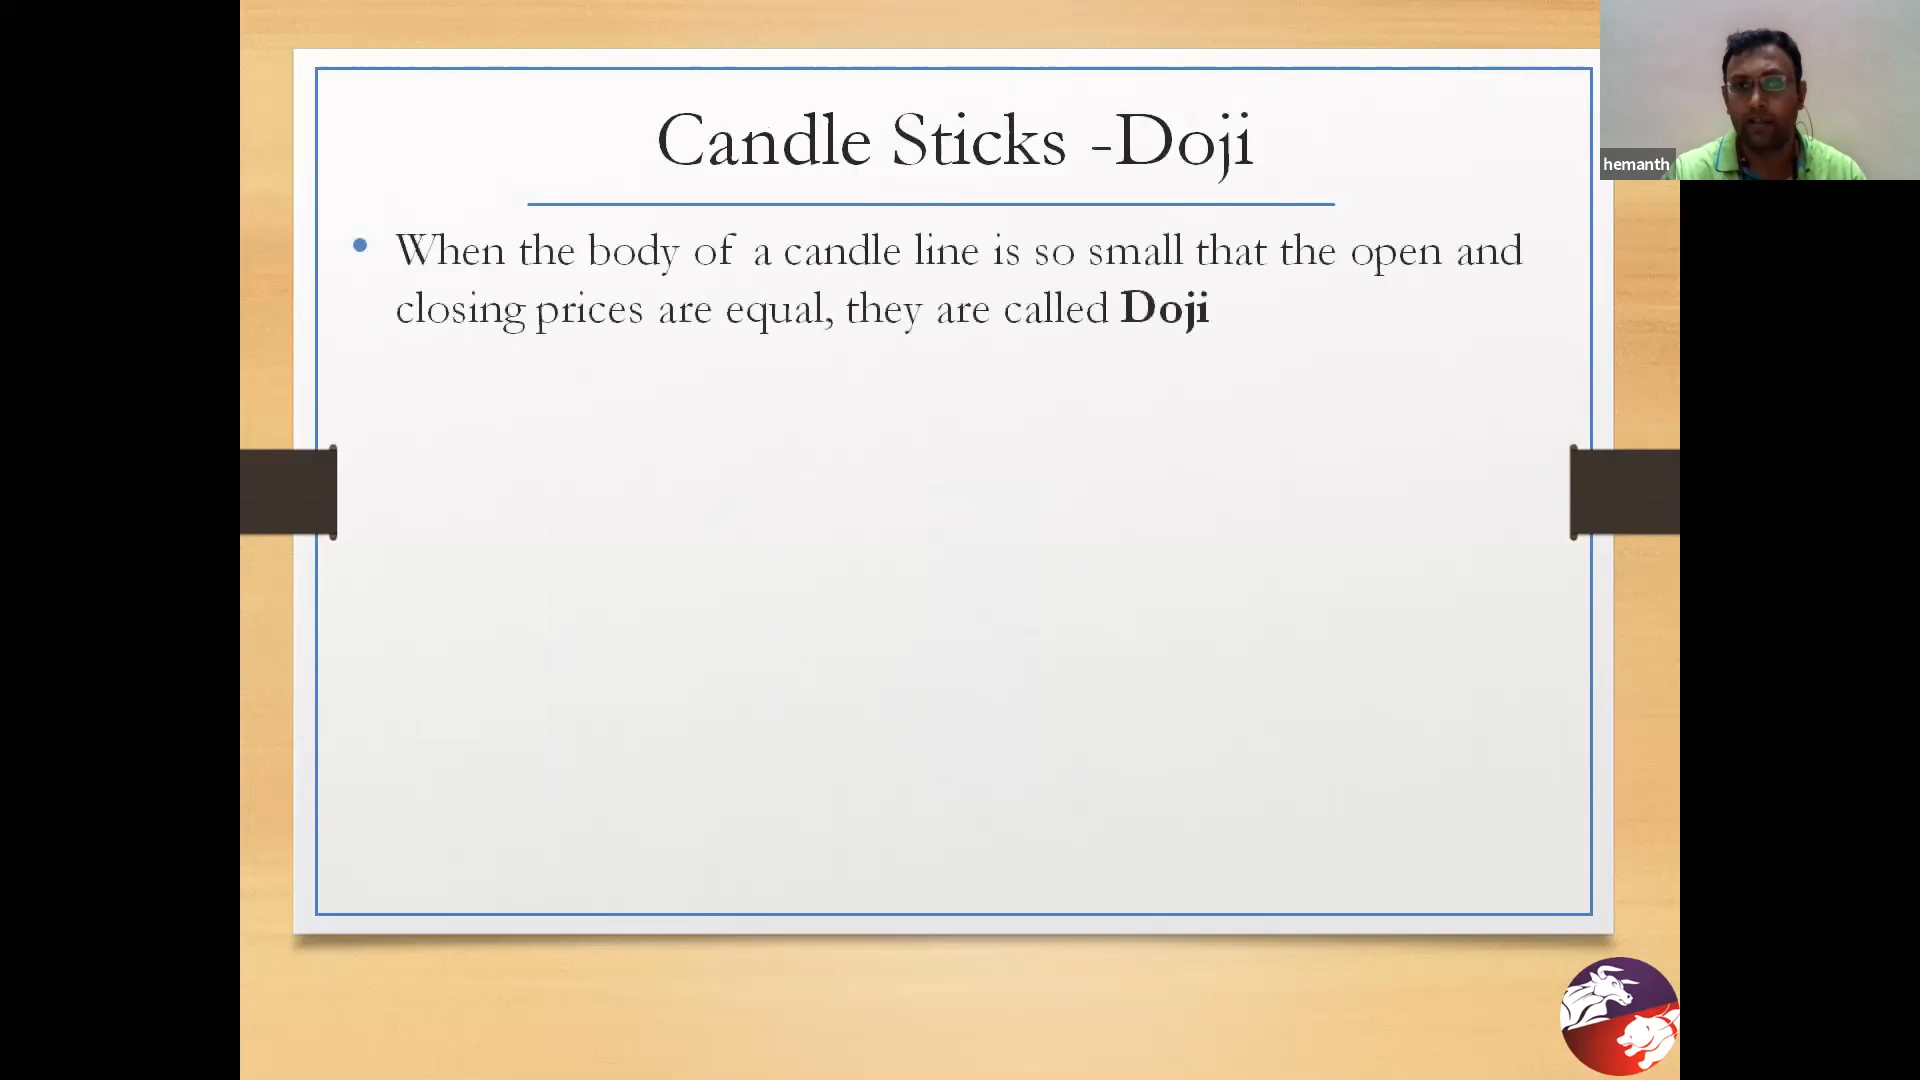 Candle Sticks -Doji
When the body of a candle line is so small that the open and
closing prices are equal, they are called Doji
hemanth